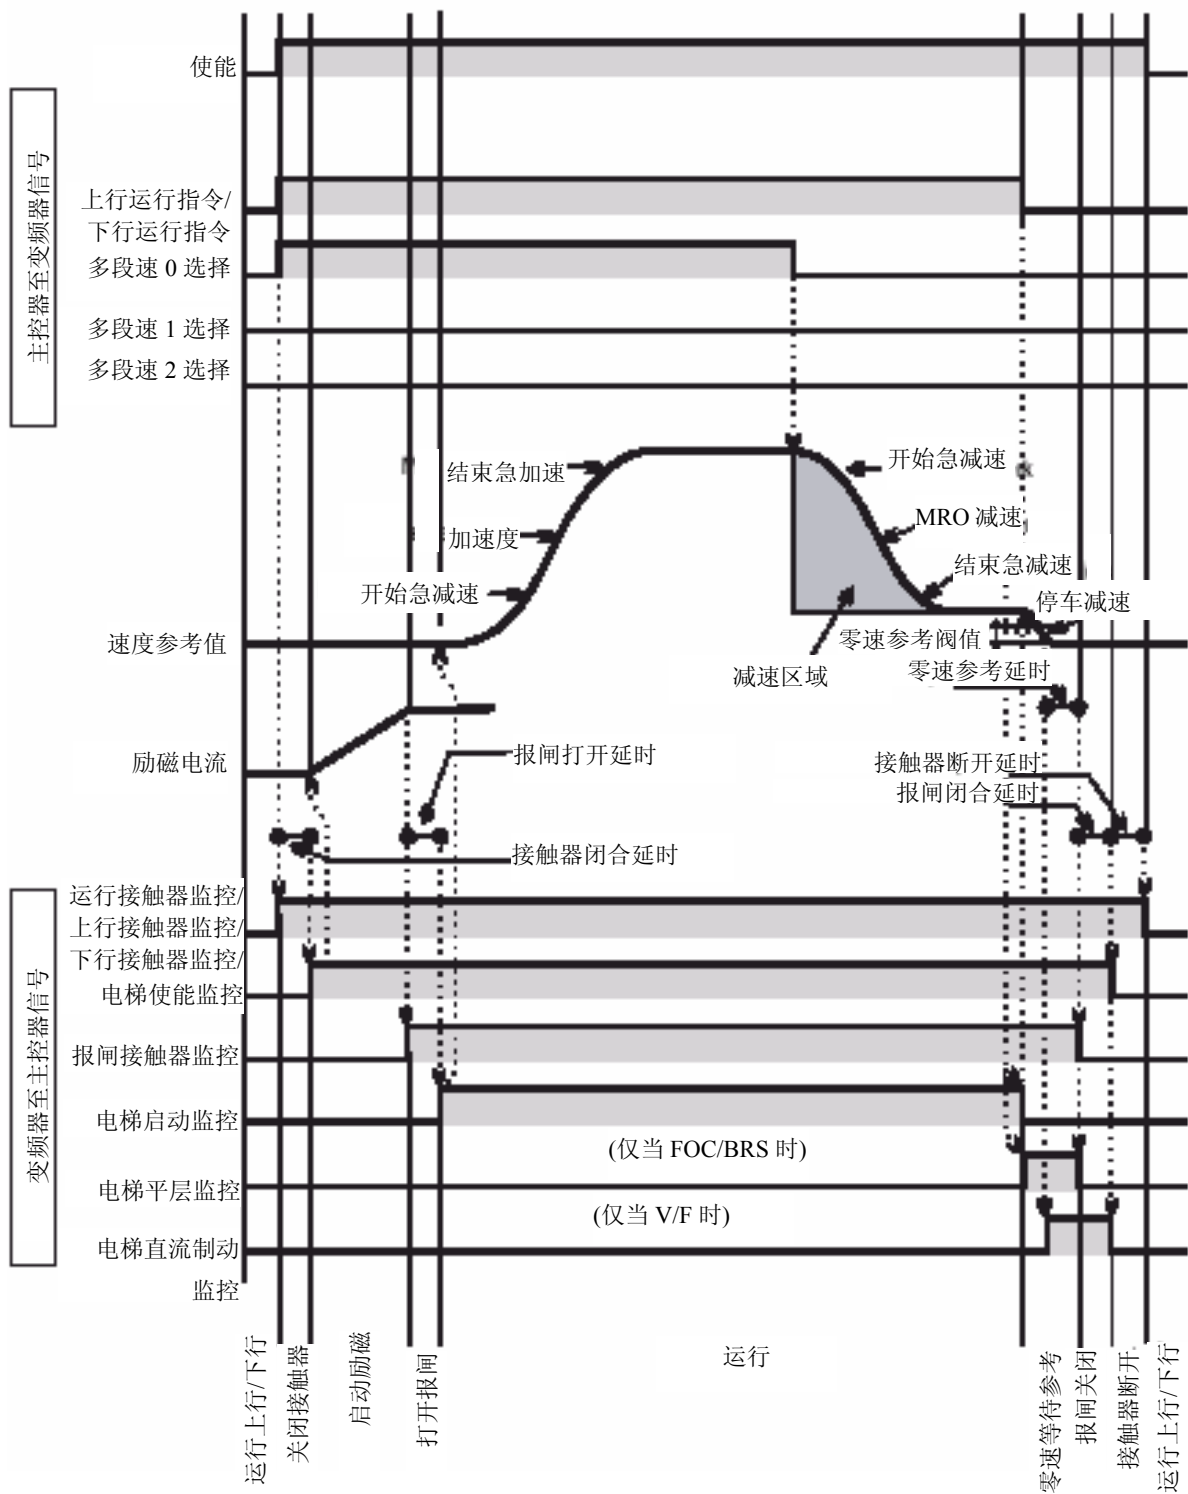 使能
主控器至变频器信号
上行运行指令/
下行运行指令
多段速 0 选择
多段速 1 选择
多段速 2 选择
结束急加速
开始急减速
加速度
MRO 减速
开始急减速
结束急减速
停车减速
速度参考值
零速参考阀值
减速区域
零速参考延时
励磁电流
报闸打开延时
接触器断开延时
报闸闭合延时
接触器闭合延时
变频器至主控器信号
运行接触器监控/
上行接触器监控/
下行接触器监控/
电梯使能监控
报闸接触器监控
电梯启动监控
(仅当 FOC/BRS 时)
电梯平层监控
(仅当 V/F 时)
电梯直流制动
监控
运行上行/下行
关闭接触器
启动励磁
打开报闸
运行
零速等待参考
报闸关闭
接触器断开
运行上行/下行